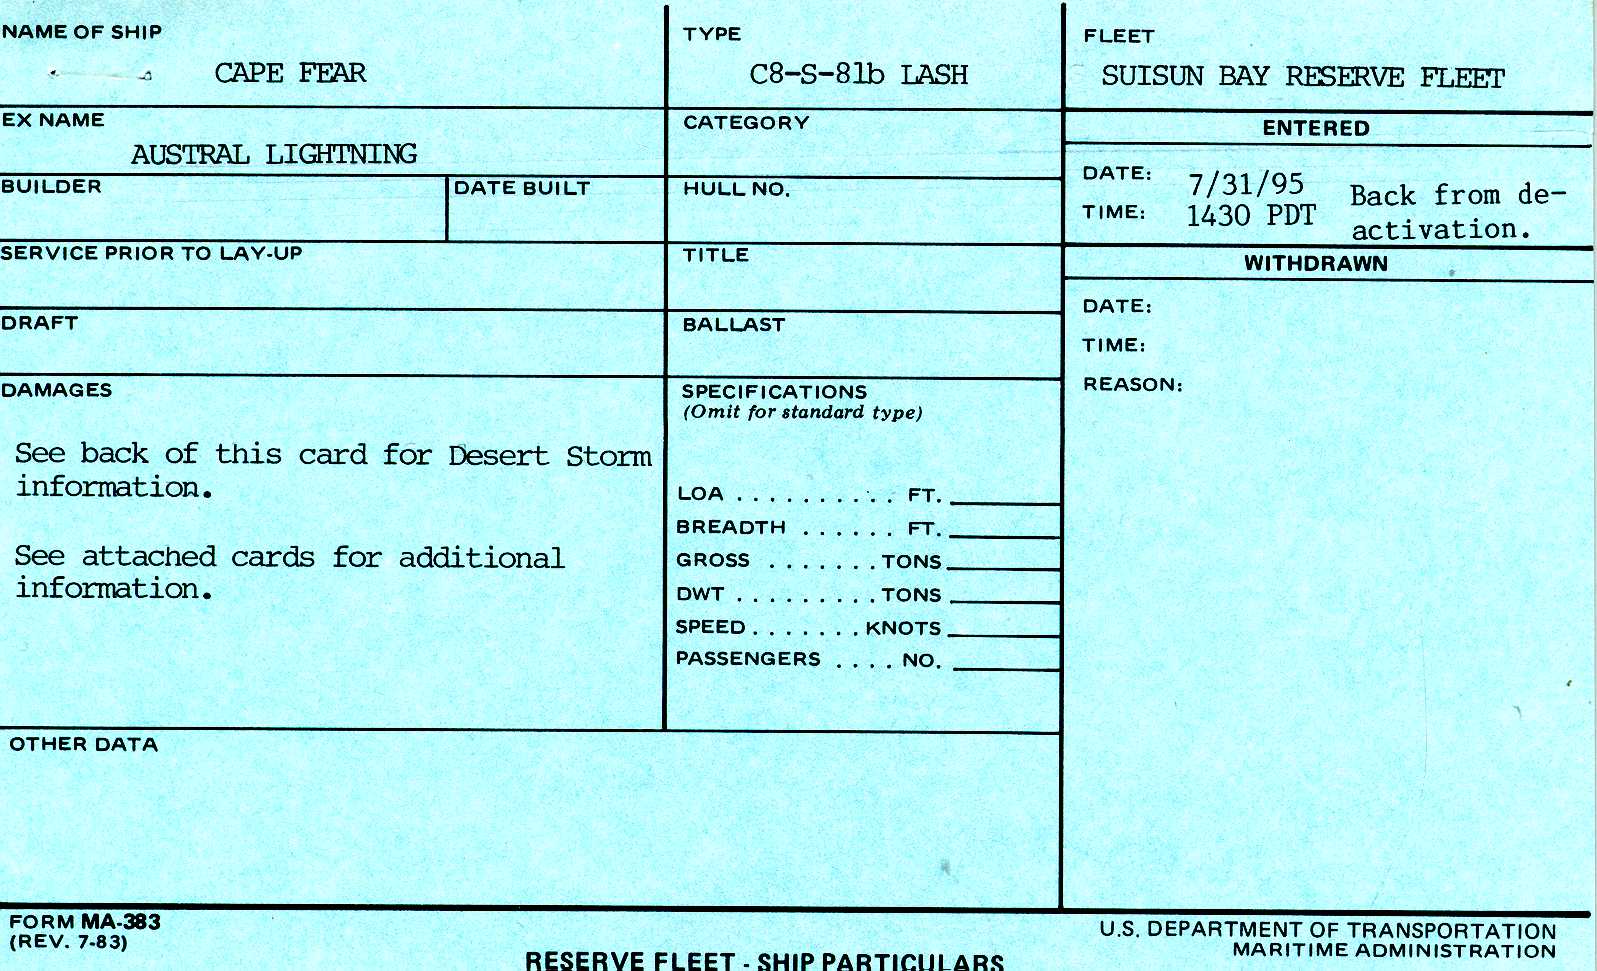 NAME OF SHIP
CAPE FEAR
TYPE
C8-S-81b LASH
FLEET
SUISUN BAY RESERVE FLEET
EX NAME
AUSTRAL LIGHTNING
CATEGORY
ENTERED
DATE: 7/31/95
TIME: 1430 PDT
Back from de-
activation.
BUILDER
DATE BUILT
HULL NO.
SERVICE PRIOR TO LAY-UP
TITLE
WITHDRAWN
DATE:
TIME:
REASON:
DRAFT
BALLAST
DAMAGES
See back of this card for Desert Storm
information.
See attached cards for additional
information.
SPECIFICATIONS
(Omit for standard type)
LOA . . . . . . . . . . FT.
BREADTH . . . . . . FT.
GROSS . . . . . . . TONS
DWT . . . . . . . . . TONS
SPEED . . . . . . . KNOTS
PASSENGERS . . . . NO.
OTHER DATA
FORM MA-383
(REV. 7-83)
RESERVE FLEET - SHIP PARTICULARS
U.S. DEPARTMENT OF TRANSPORTATION
MARITIME ADMINISTRATION